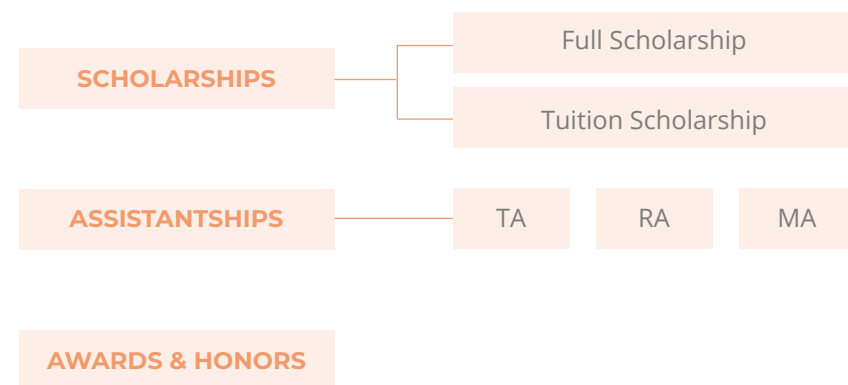 SCHOLARSHIPS
Full Scholarship
Tuition Scholarship
ASSISTANTSHIPS
TA
RA
MA
AWARDS & HONORS